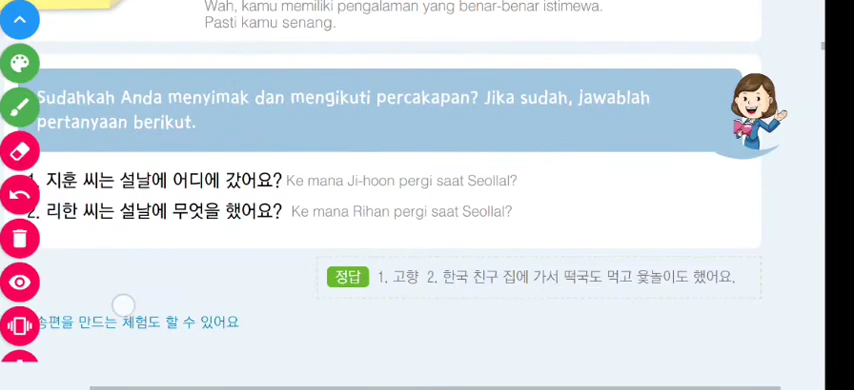 Wah, kamu memiliki pengalaman yang benar-benar istimewa.
Pasti kamu senang.
Sudahkah Anda menyimak dan mengikuti percakapan? Jika sudah, jawablah
pertanyaan berikut.
1. 지훈 씨는 설날에 어디에 갔어요? Ke mana Ji-hoon pergi saat Seollal?
2. 리한 씨는 설날에 무엇을 했어요? Ke mana Rihan pergi saat Seollal?
정답 1. 고향 2. 한국 친구 집에 가서 떡국도 먹고 윷놀이도 했어요.
송편을 만드는 체험도 할 수 있어요